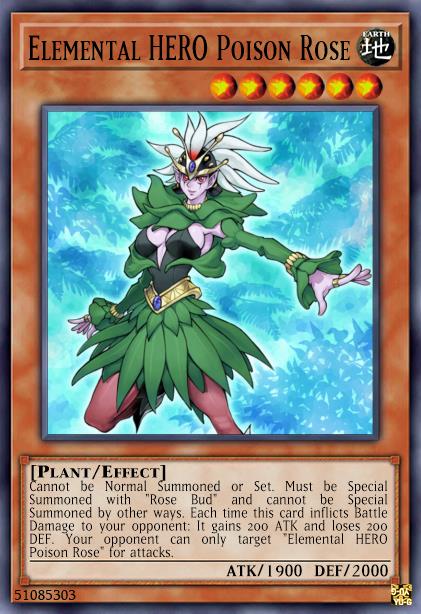 Elemental HERO Poison Rose
EARTH
地
[Plant/Effect]
Cannot be Normal Summoned or Set. Must be Special
Summoned with "Rose Bud" and cannot be Special
Summoned by other ways. Each time this card inflicts Battle
Damage to your opponent: It gains 200 ATK and loses 200
DEF. Your opponent can only target "Elemental HERO
Poison Rose" for attacks.
ATK/1900 DEF/2000
51085303